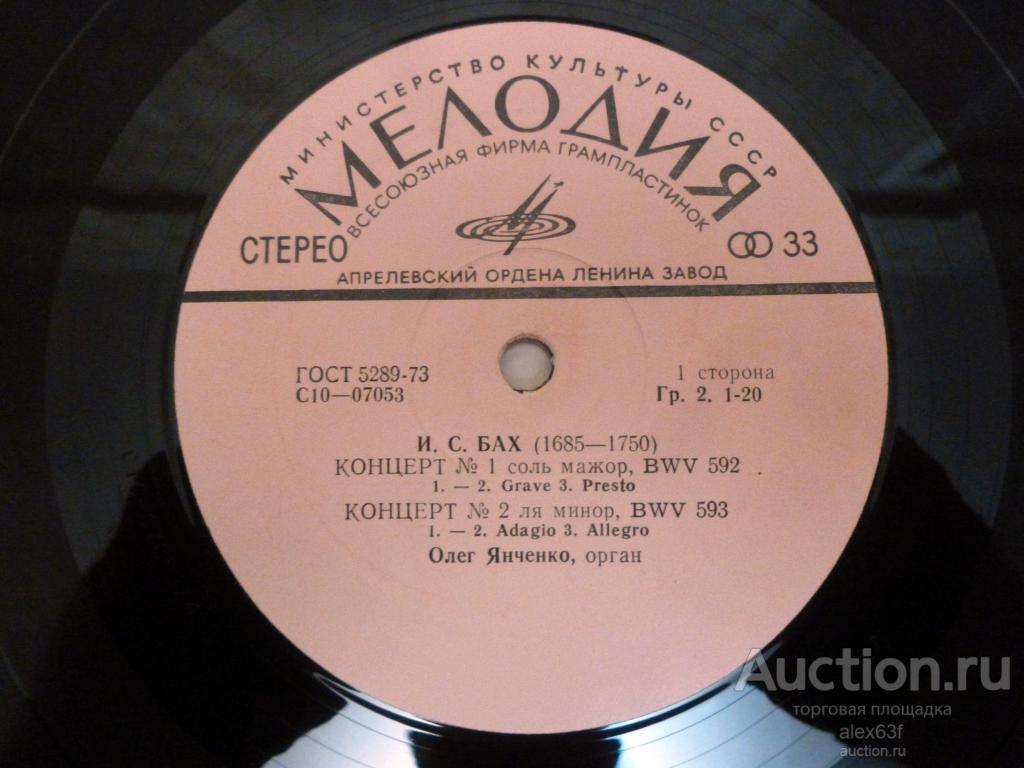 МИНИСТЕРСТВО КУЛЬТУРЫ СССР
МЕЛОДИЯ
ВСЕСОЮЗНАЯ ФИРМА ГРАМПЛАСТИНОК
СТЕРЕО
33
АПРЕЛЕВСКИЙ ОРДЕНА ЛЕНИНА ЗАВОД
ГОСТ 5289-73
С10—07053
1 сторона
Гр. 2. 1-20
И. С. БАХ (1685—1750)
КОНЦЕРТ № 1 соль мажор, BWV 592
1. — 2. Grave 3. Presto
КОНЦЕРТ № 2 ля минор, BWV 593
1. — 2. Adagio 3. Allegro
Олег Янченко, орган
Auction.ru
торговая площадка
alex63f
auction.ru